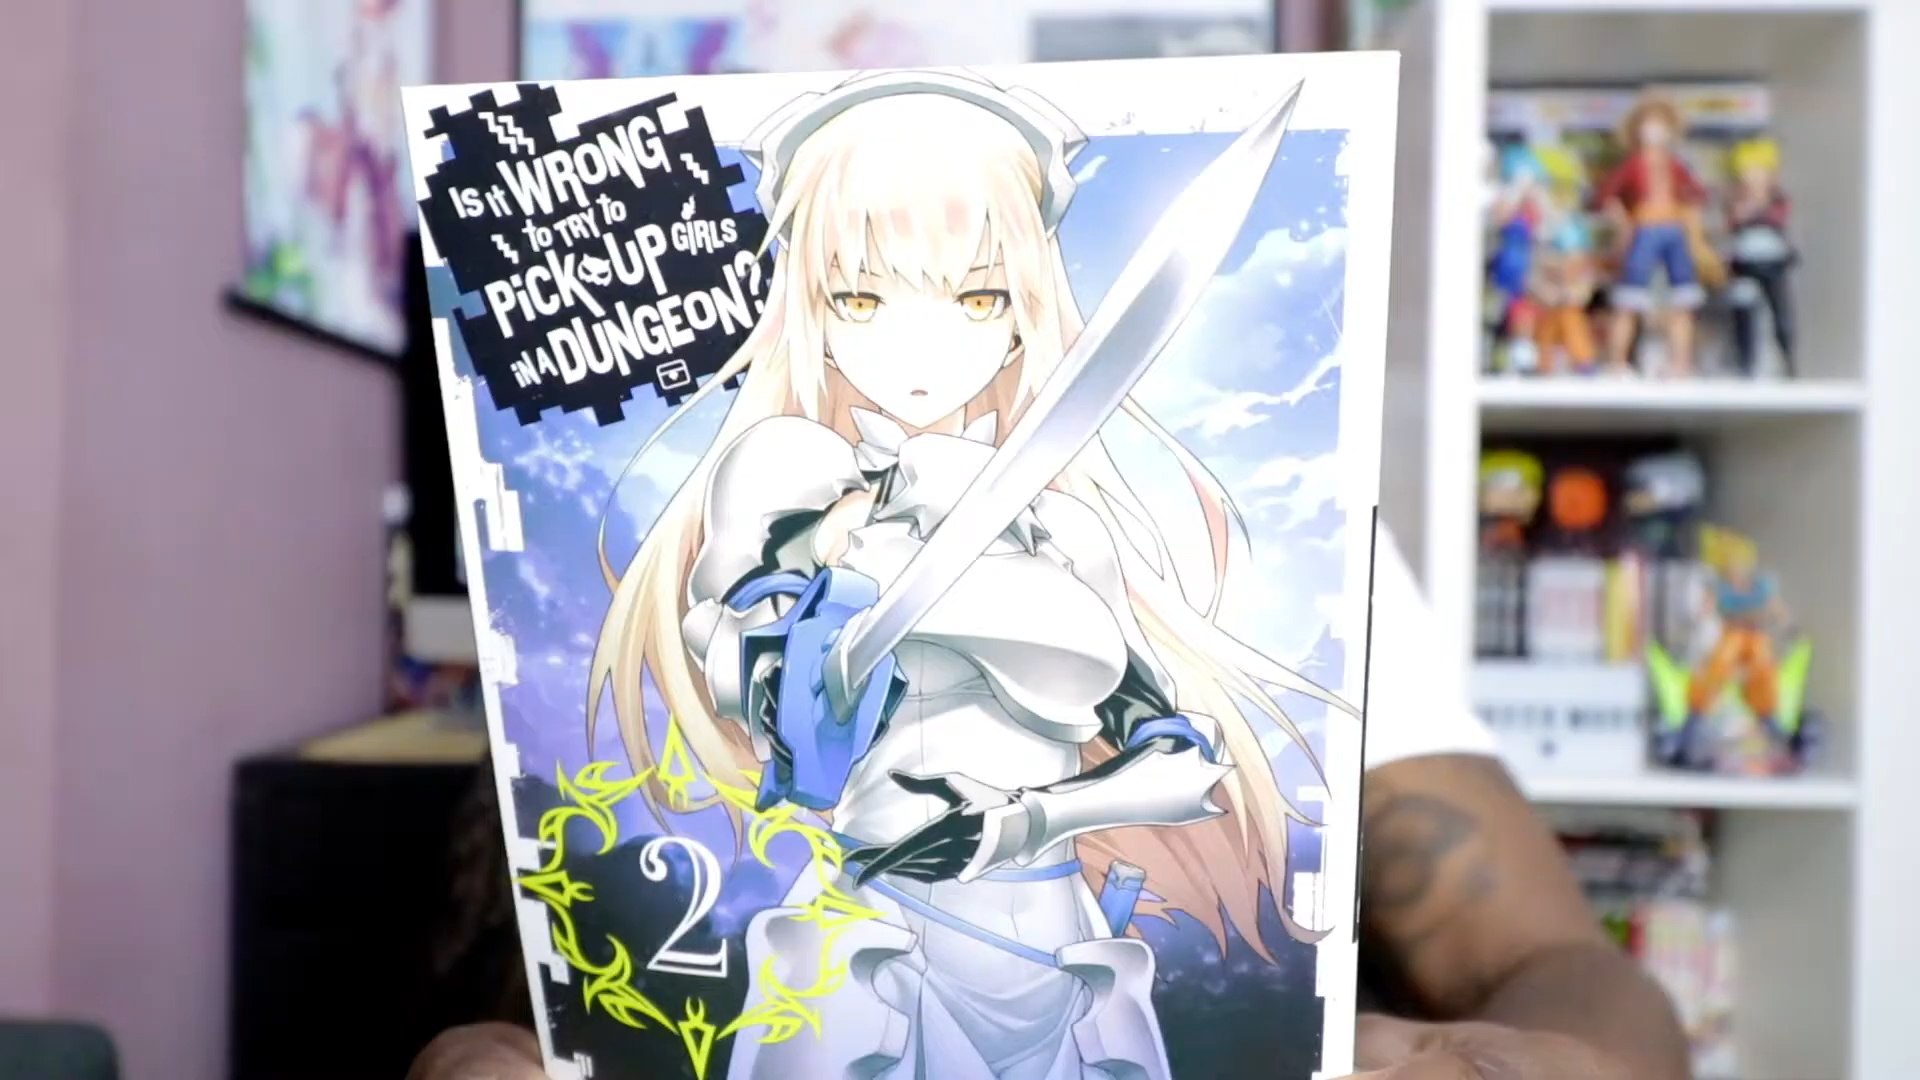 IS It WRONG
to TRY to
PiCK-UP GiRLS
iN A DUNGEON?
2